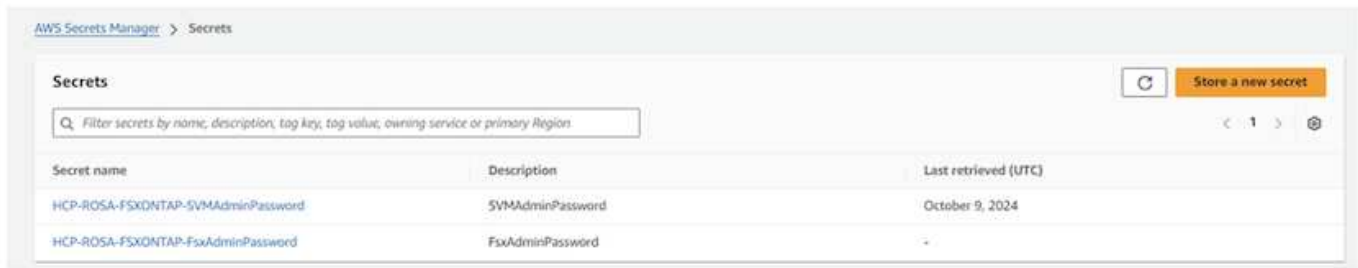 AWS Secrets Manager > Secrets
Secrets
Store a new secret
Filter secrets by name, description, tag key, tag value, owning service or primary Region
< 1 >
Secret name Description Last retrieved (UTC)
HCP-ROSA-FSXONTAP-SVMAdminPassword SVMAdminPassword October 9, 2024
HCP-ROSA-FSXONTAP-FsxAdminPassword FsxAdminPassword -